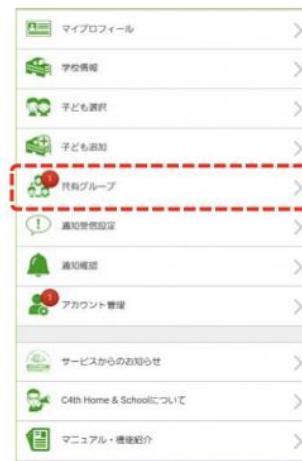 マイプロフィール
学校情報
子ども選択
子ども追加
1
共有グループ
通知受信設定
通知確認
1
アカウント管理
サービスからのお知らせ
C4th Home & Schoolについて
マニュアル・機能紹介